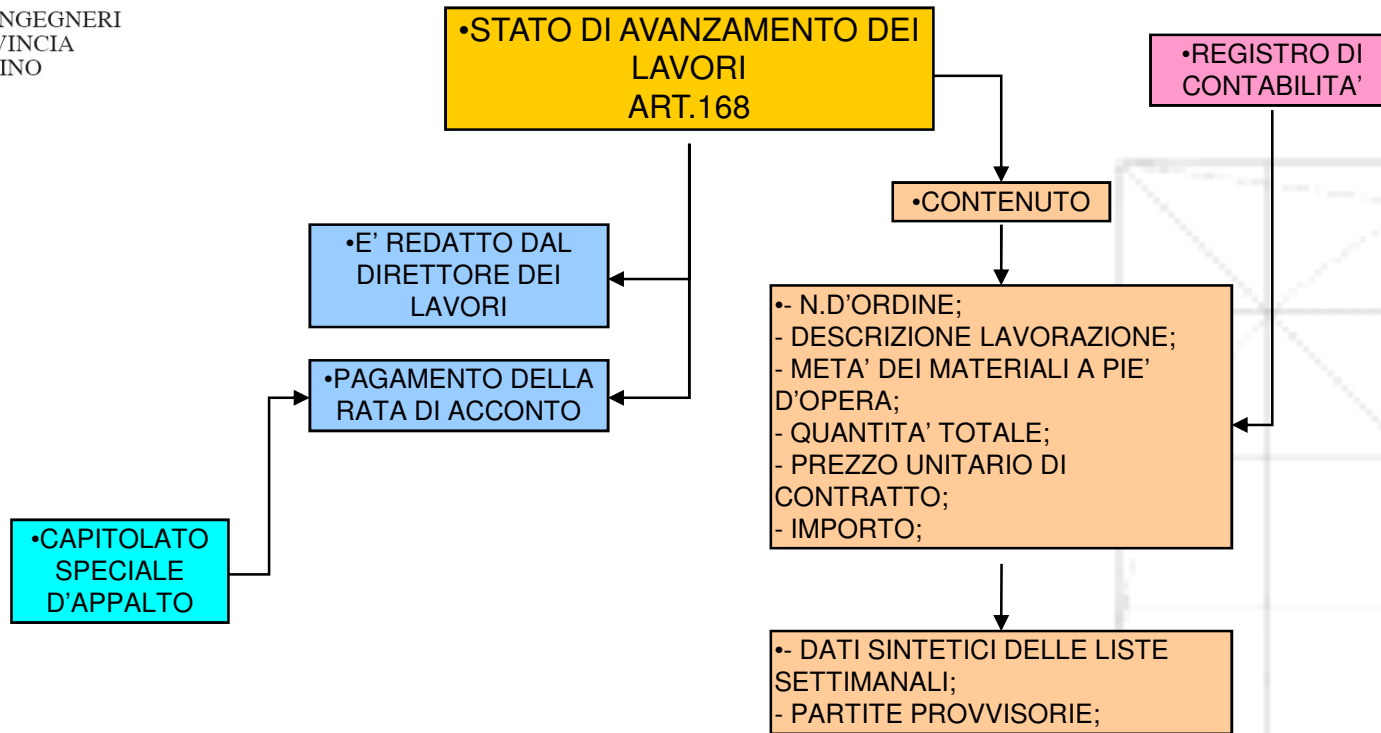 NGEGNERI
VINCIA
INO
•STATO DI AVANZAMENTO DEI
LAVORI
ART.168
•REGISTRO DI
CONTABILITA’
•CONTENUTO
•E’ REDATTO DAL
DIRETTORE DEI
LAVORI
•- N.D’ORDINE;
- DESCRIZIONE LAVORAZIONE;
- META’ DEI MATERIALI A PIE’
D’OPERA;
- QUANTITA’ TOTALE;
- PREZZO UNITARIO DI
CONTRATTO;
- IMPORTO;
•PAGAMENTO DELLA
RATA DI ACCONTO
•CAPITOLATO
SPECIALE
D’APPALTO
•- DATI SINTETICI DELLE LISTE
SETTIMANALI;
- PARTITE PROVVISORIE;